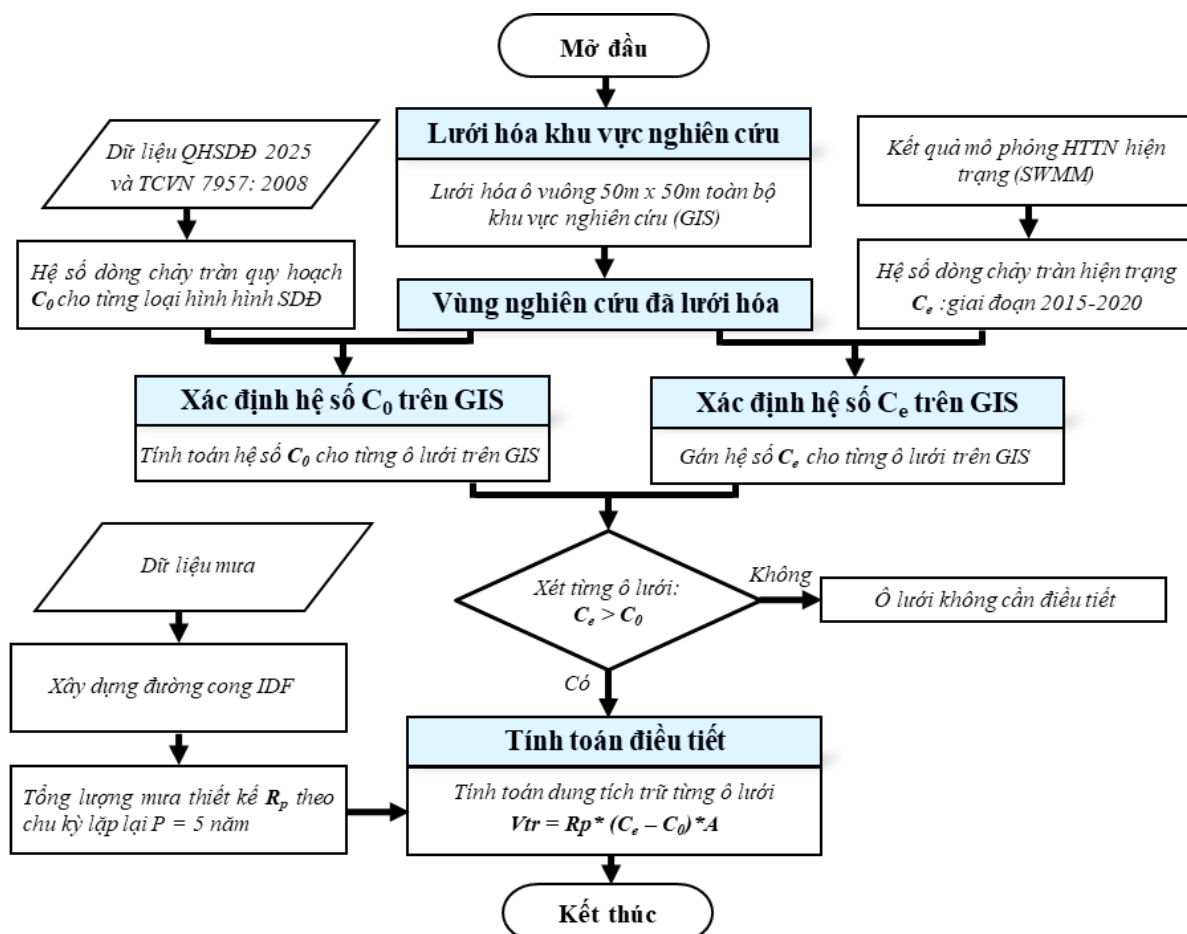 Mở đầu
Lưới hóa khu vực nghiên cứu
Lưới hóa ô vuông 50m x 50m toàn bộ
khu vực nghiên cứu (GIS)
Dữ liệu QHSDĐ 2025
và TCVN 7957: 2008
Kết quả mô phỏng HTTN hiện
trạng (SWMM)
Hệ số dòng chảy tràn quy hoạch
C₀ cho từng loại hình hình SDĐ
Vùng nghiên cứu đã lưới hóa
Hệ số dòng chảy tràn hiện trạng
Cₑ :giai đoạn 2015-2020
Xác định hệ số C₀ trên GIS
Tính toán hệ số C₀ cho từng ô lưới trên GIS
Xác định hệ số Cₑ trên GIS
Gán hệ số Cₑ cho từng ô lưới trên GIS
Dữ liệu mưa
Xét từng ô lưới:
Cₑ > C₀
Không
Ô lưới không cần điều tiết
Có
Xây dựng đường cong IDF
Tổng lượng mưa thiết kế Rₚ theo
chu kỳ lặp lại P = 5 năm
Tính toán điều tiết
Tính toán dung tích trữ từng ô lưới
Vtr = Rp* (Cₑ – C₀)*A
Kết thúc